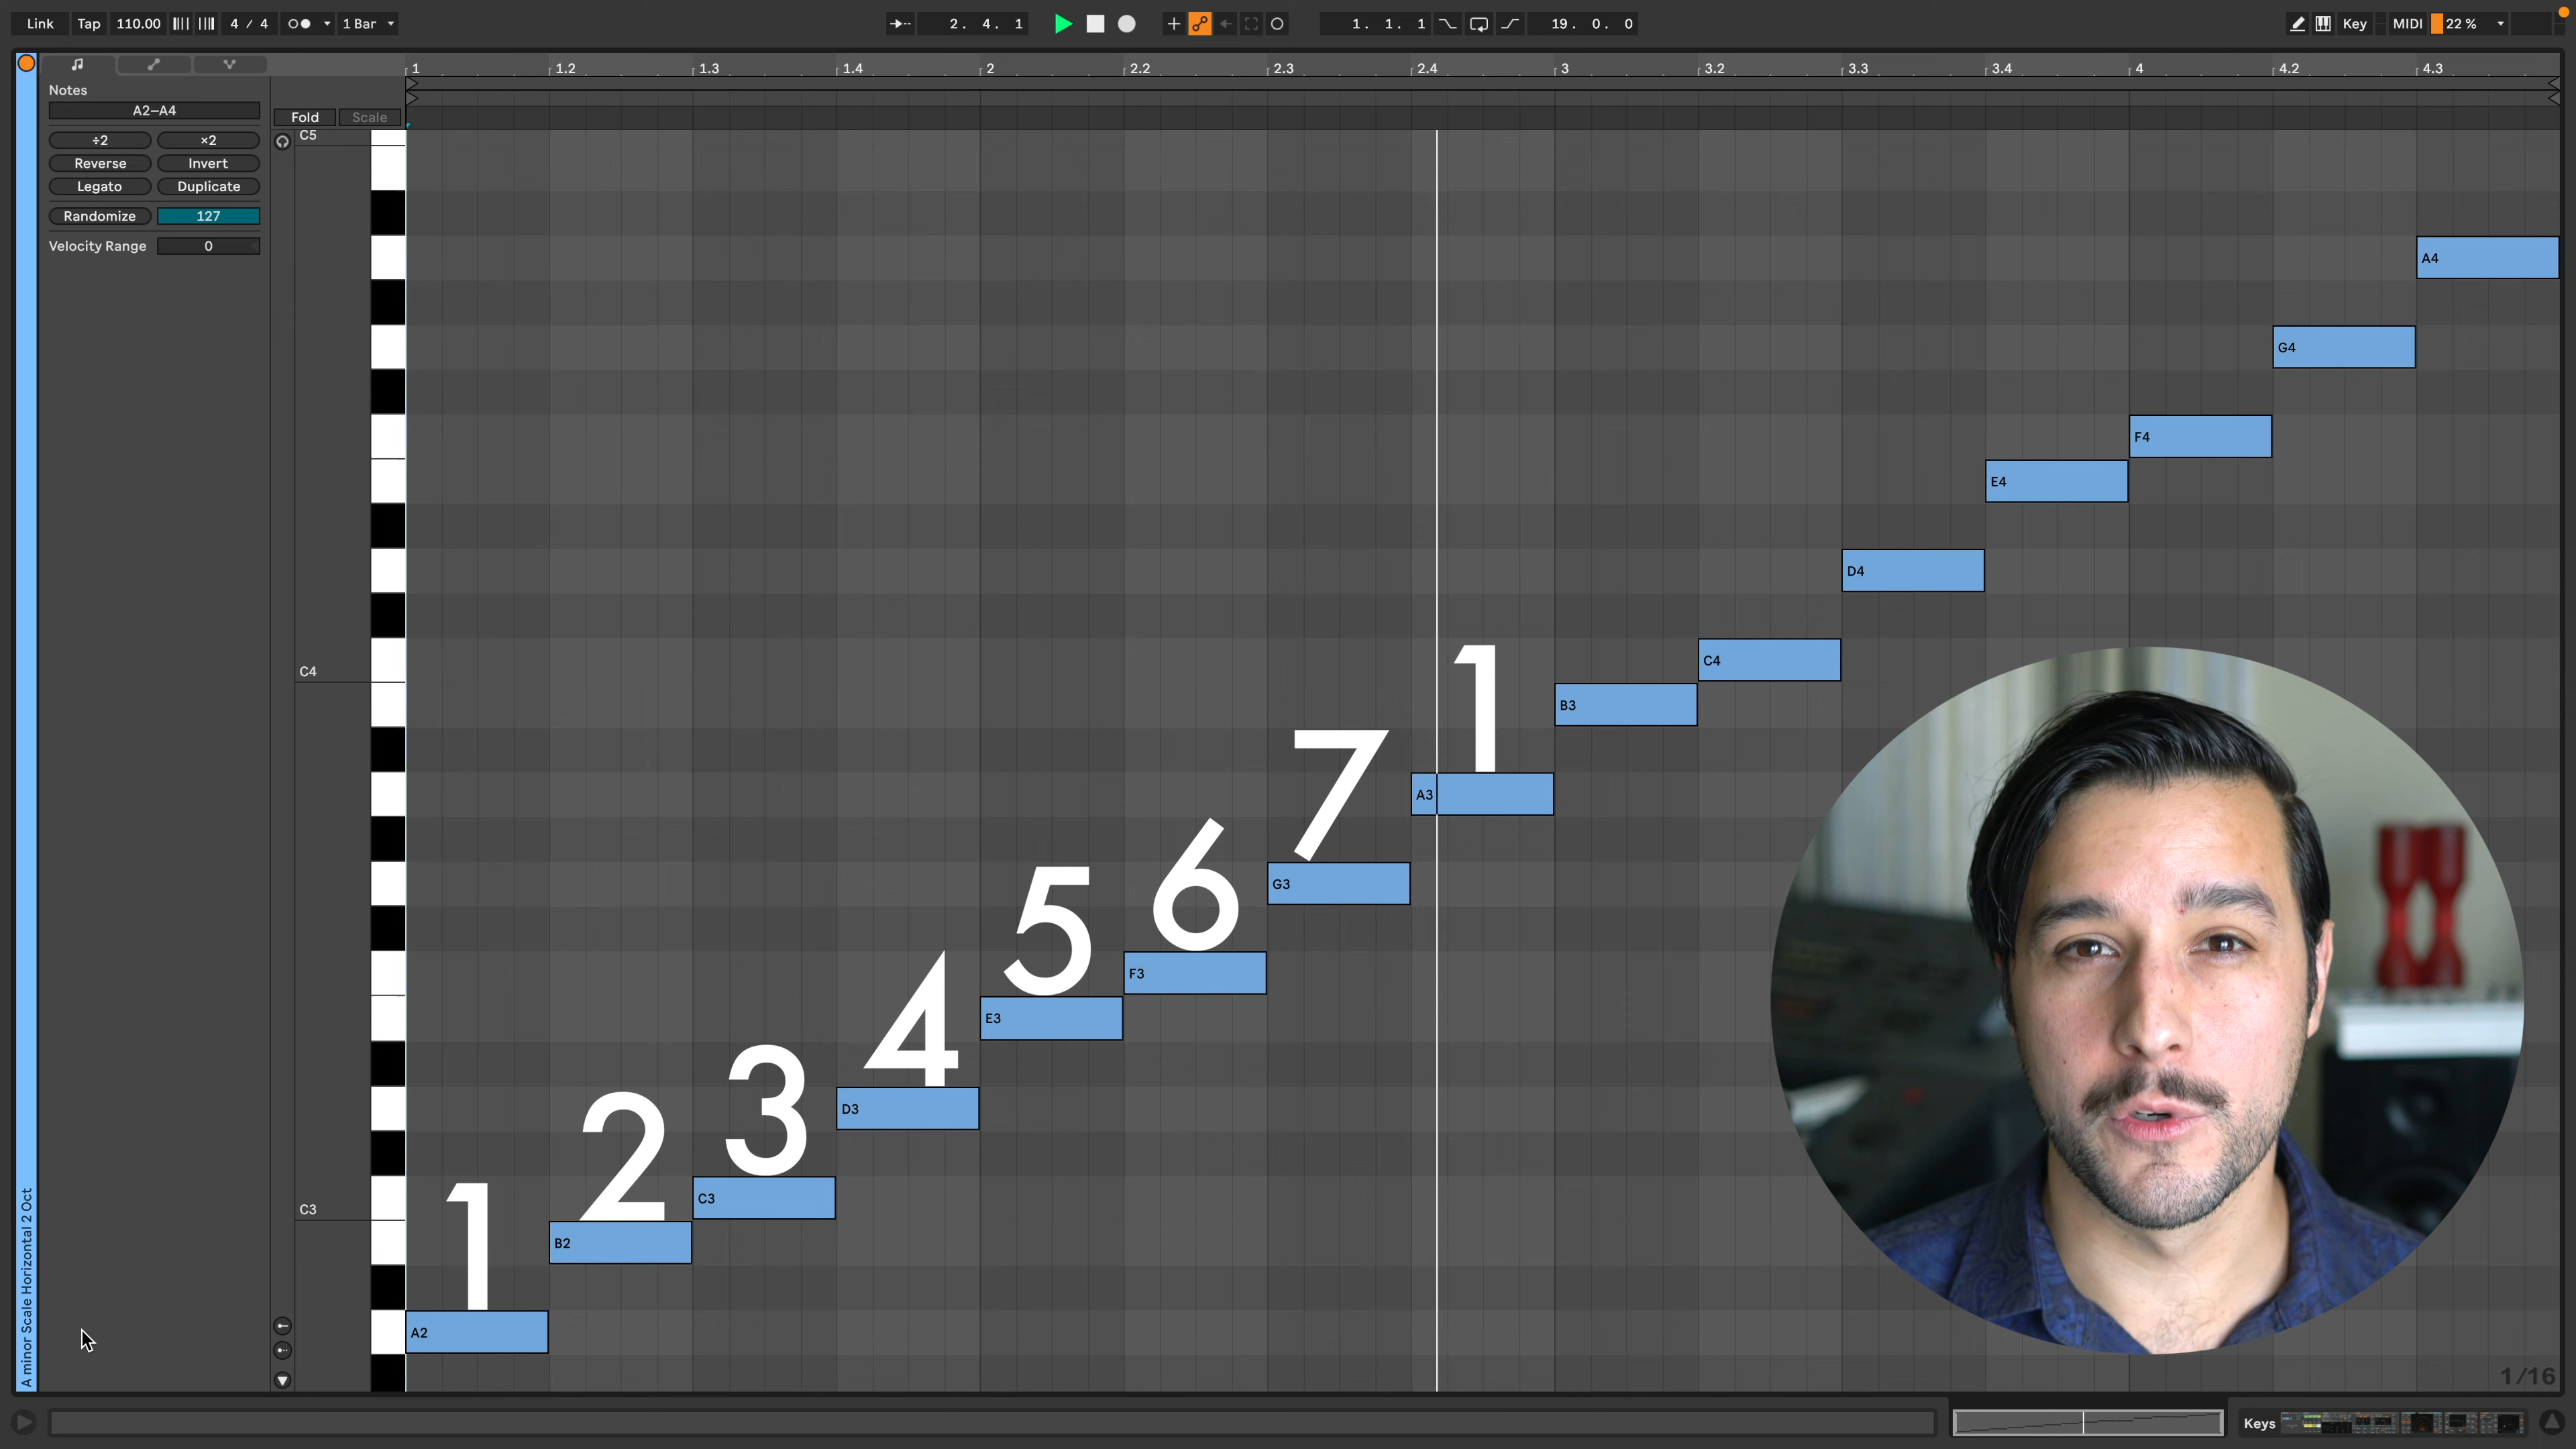 Link Tap 110.00 4 / 4 1 Bar 2. 4. 1 1. 1. 1 19. 0. 0 Key MIDI 22 %
1 1.2 1.3 1.4 2 2.2 2.3 2.4 3 3.2 3.3 3.4 4 4.2 4.3
Notes
A2–A4
Fold Scale
÷2 ×2
Reverse Invert
Legato Duplicate
Randomize 127
Velocity Range 0
C5
C4
C3
A4
G4
F4
E4
D4
C4
B3
1
A3
7
G3
6
F3
5
E3
4
D3
3
C3
2
B2
1
A2
A minor Scale Horizontal 2 Oct
1/16
Keys